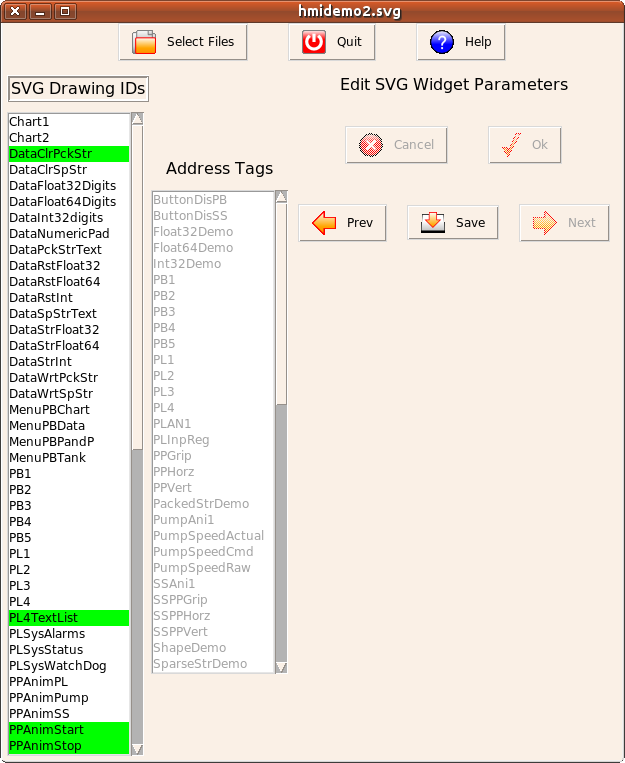 hmidemo2.svg
Select Files
Quit
Help
SVG Drawing IDs
Edit SVG Widget Parameters
Cancel
Ok
Address Tags
Prev
Save
Next
Chart1
Chart2
DataClrPckStr
DataClrSpStr
DataFloat32Digits
DataFloat64Digits
DataInt32digits
DataNumericPad
DataPckStrText
DataRstFloat32
DataRstFloat64
DataRstInt
DataSpStrText
DataStrFloat32
DataStrFloat64
DataStrInt
DataWrtPckStr
DataWrtSpStr
MenuPBChart
MenuPBData
MenuPBPandP
MenuPBTank
PB1
PB2
PB3
PB4
PB5
PL1
PL2
PL3
PL4
PL4TextList
PLSysAlarms
PLSysStatus
PLSysWatchDog
PPAnimPL
PPAnimPump
PPAnimSS
PPAnimStart
PPAnimStop
ButtonDisPB
ButtonDisSS
Float32Demo
Float64Demo
Int32Demo
PB1
PB2
PB3
PB4
PB5
PL1
PL2
PL3
PL4
PLAN1
PLInpReg
PPGrip
PPHorz
PPVert
PackedStrDemo
PumpAni1
PumpSpeedActual
PumpSpeedCmd
PumpSpeedRaw
SSAni1
SSPPGrip
SSPPHorz
SSPPVert
ShapeDemo
SparseStrDemo